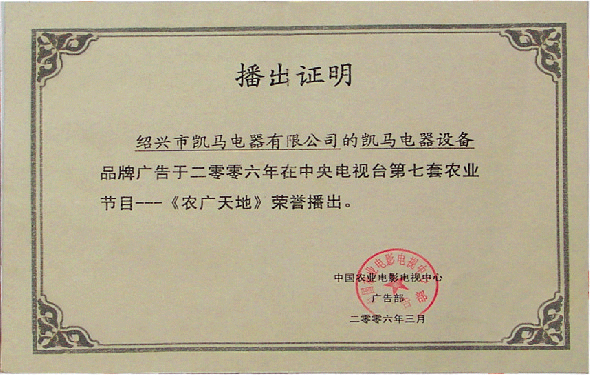 播出证明
绍兴市凯马电器有限公司的凯马电器设备
品牌广告于二零零六年在中央电视台第七套农业
节目---《农广天地》荣誉播出。
中国农业电影电视中心
广告部
二零零六年三月